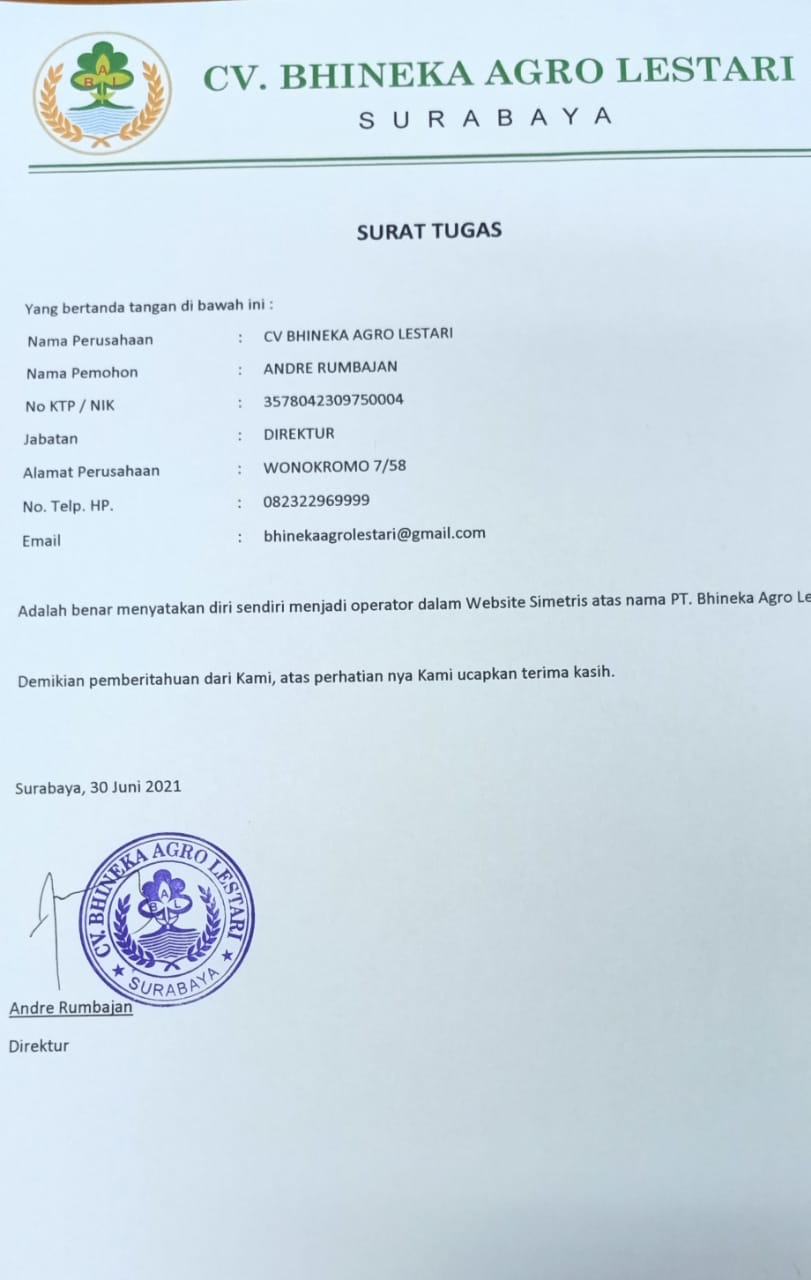 CV. BHINEKA AGRO LESTARI
SURABAYA
B A L
SURAT TUGAS
Yang bertanda tangan di bawah ini :
Nama Perusahaan : CV BHINEKA AGRO LESTARI
Nama Pemohon : ANDRE RUMBAJAN
No KTP / NIK : 3578042309750004
Jabatan : DIREKTUR
Alamat Perusahaan : WONOKROMO 7/58
No. Telp. HP. : 082322969999
Email : bhinekaagrolestari@gmail.com
Adalah benar menyatakan diri sendiri menjadi operator dalam Website Simetris atas nama PT. Bhineka Agro Le
Demikian pemberitahuan dari Kami, atas perhatian nya Kami ucapkan terima kasih.
Surabaya, 30 Juni 2021
CV. BHINEKA AGRO LESTARI
B A L
★ SURABAYA ★
Andre Rumbajan
Direktur